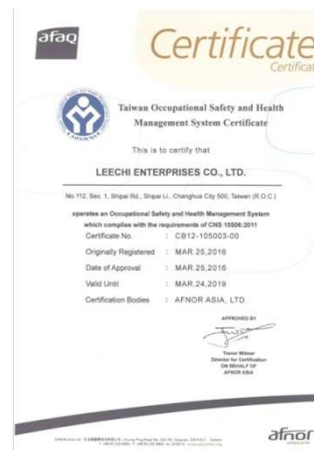 afaq
Certificate
Certificat
Taiwan Occupational Safety and Health
Management System Certificate
This is to certify that
LEECHI ENTERPRISES CO., LTD.
No.112, Sec. 1, Shipai Rd., Shipai Li., Changhua City 500, Taiwan (R.O.C.)
operates an Occupational Safety and Health Management System
which complies with the requirements of CNS 15506:2011
Certificate No. : CB12-105003-00
Originally Registered : MAR.25,2016
Date of Approval : MAR.25,2016
Valid Until : MAR.24,2019
Certification Bodies : AFNOR ASIA, LTD.
APPROVED BY
Trevor Wilmer
Director for Certification
ON BEHALF OF
AFNOR ASIA
afnor